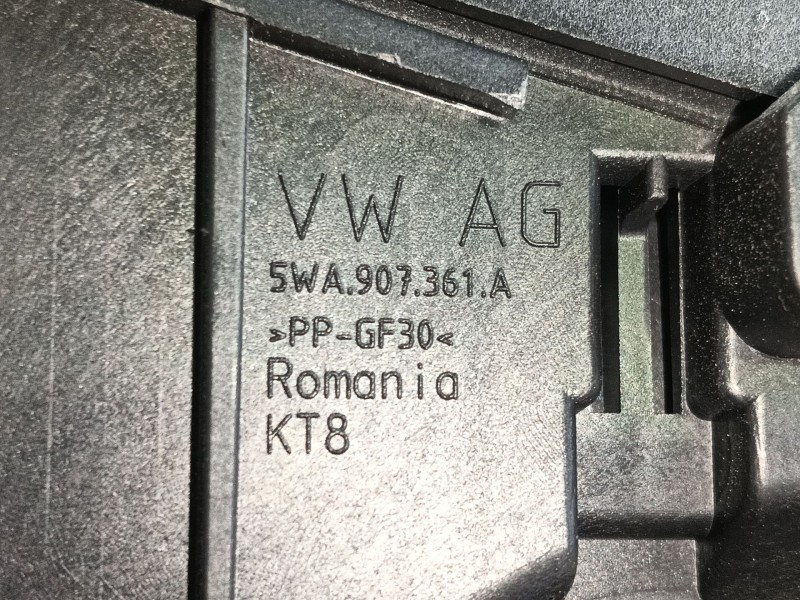 VW AG
5WA.907.361.A
>PP-GF30<
Romania
KT8